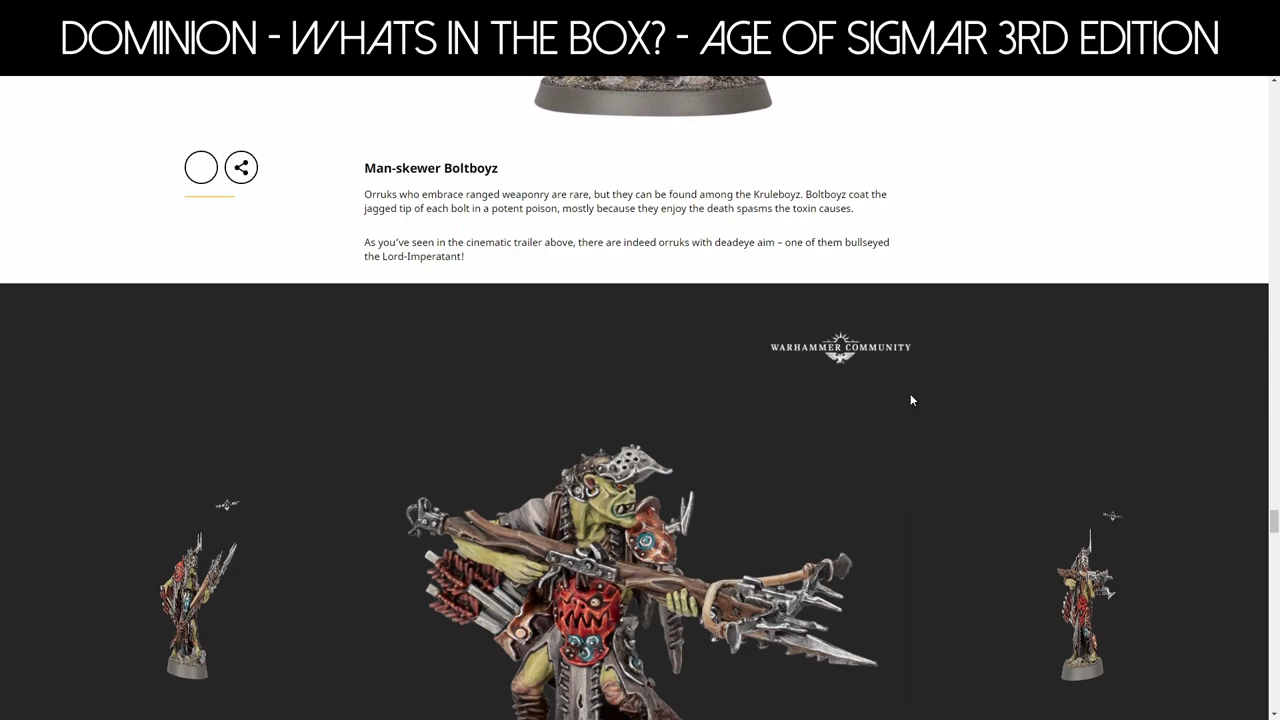 DOMINION - WHATS IN THE BOX? - AGE OF SIGMAR 3RD EDITION
Man-skewer Boltboyz
Orruks who embrace ranged weaponry are rare, but they can be found among the Kruleboyz. Boltboyz coat the
jagged tip of each bolt in a potent poison, mostly because they enjoy the death spasms the toxin causes.
As you've seen in the cinematic trailer above, there are indeed orruks with deadeye aim – one of them bullseyed
the Lord-Imperatant!
WARHAMMER COMMUNITY